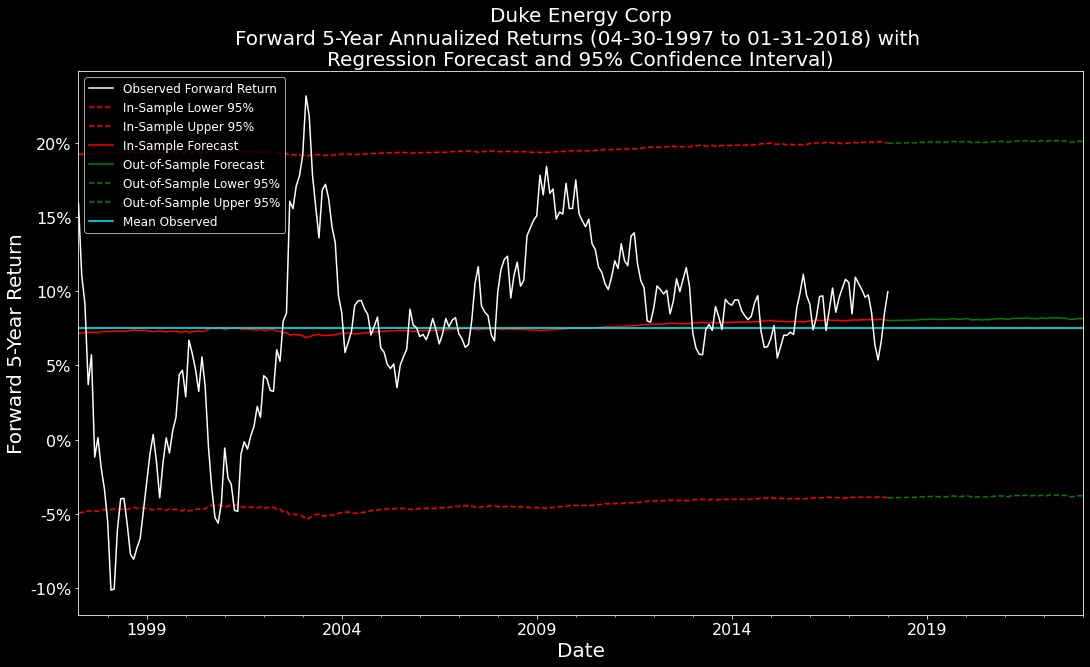 Duke Energy Corp
Forward 5-Year Annualized Returns (04-30-1997 to 01-31-2018) with
Regression Forecast and 95% Confidence Interval)
Observed Forward Return
In-Sample Lower 95%
In-Sample Upper 95%
In-Sample Forecast
Out-of-Sample Forecast
Out-of-Sample Lower 95%
Out-of-Sample Upper 95%
Mean Observed
Forward 5-Year Return
20%
15%
10%
5%
0%
-5%
-10%
1999
2004
2009
2014
2019
Date